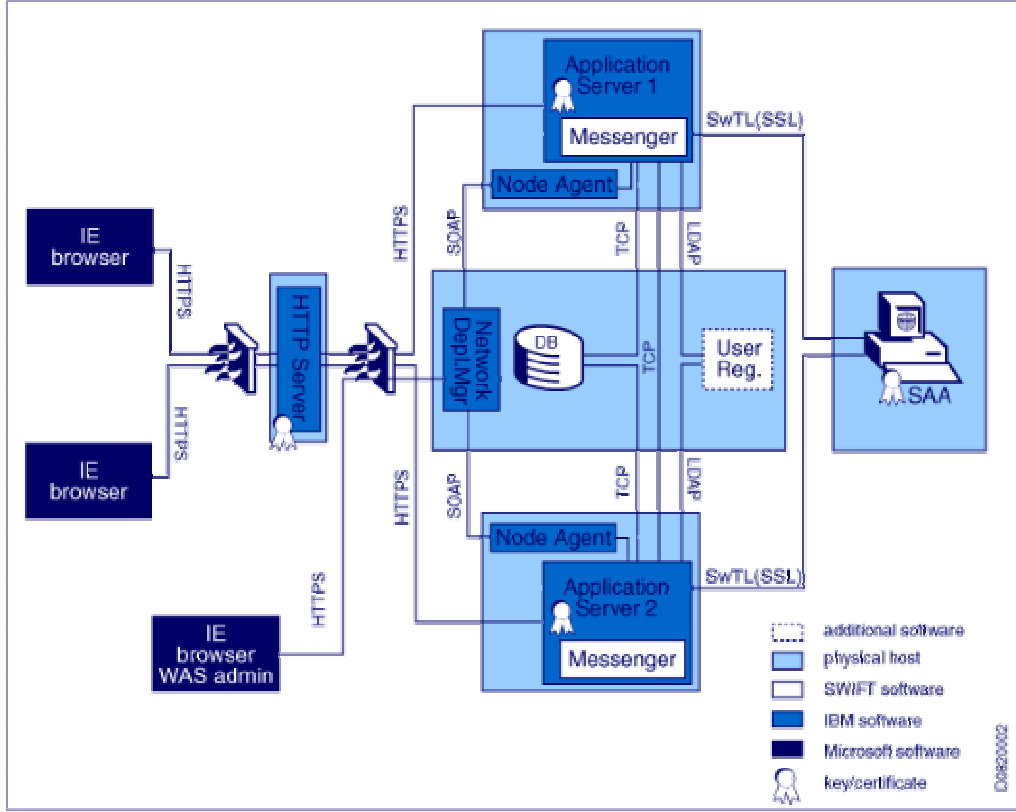 Application
Server 1
Messenger
Node Agent
SwTL(SSL)
HTTPS
SOAP
TCP
LDAP
IE
browser
HTTPS
HTTP Server
Network
Depl.Mgr
DB
TCP
User
Reg.
SAA
IE
browser
HTTPS
HTTPS
SOAP
TCP
LDAP
Node Agent
Application
Server 2
Messenger
SwTL(SSL)
IE
browser
WAS admin
HTTPS
additional software
physical host
SWIFT software
IBM software
Microsoft software
key/certificate
D0820002